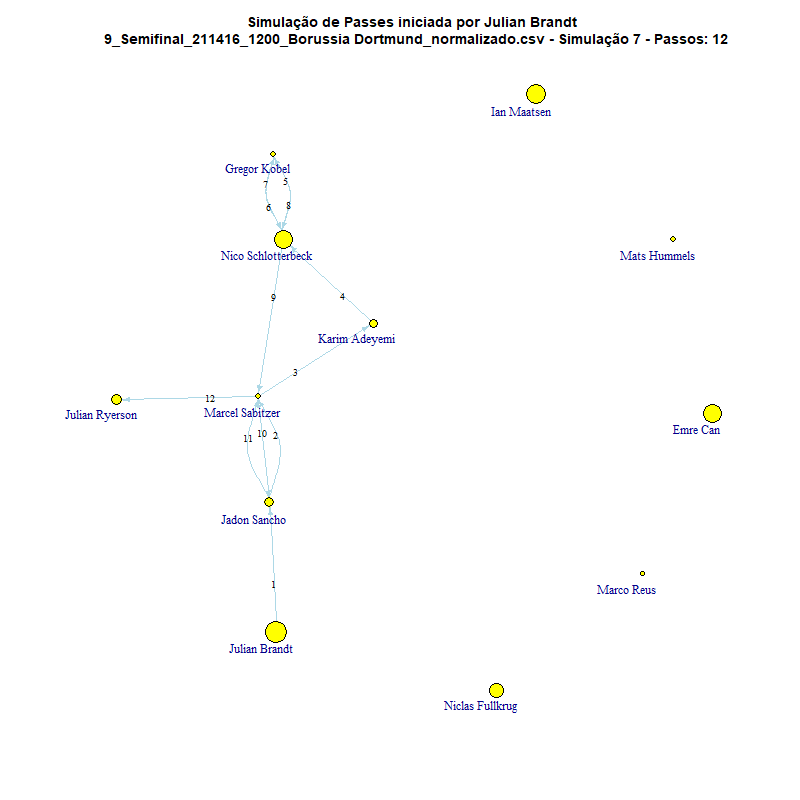 Simulação de Passes iniciada por Julian Brandt
9_Semifinal_211416_1200_Borussia Dortmund_normalizado.csv - Simulação 7 - Passos: 12
Ian Maatsen
Gregor Kobel
7
5
6
8
Nico Schlotterbeck
Mats Hummels
9
4
Karim Adeyemi
3
12
Julian Ryerson
Marcel Sabitzer
Emre Can
11
10
2
Jadon Sancho
1
Marco Reus
Julian Brandt
Niclas Fullkrug